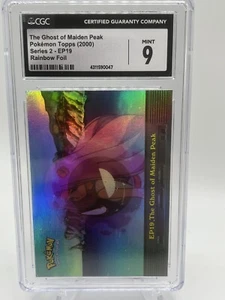 CGC
CERTIFIED GUARANTY COMPANY
The Ghost of Maiden Peak
Pokémon Topps (2000)
Series 2 - EP19
Rainbow Foil
MINT
9
EP19, The Ghost of Maiden Peak
Pokémon